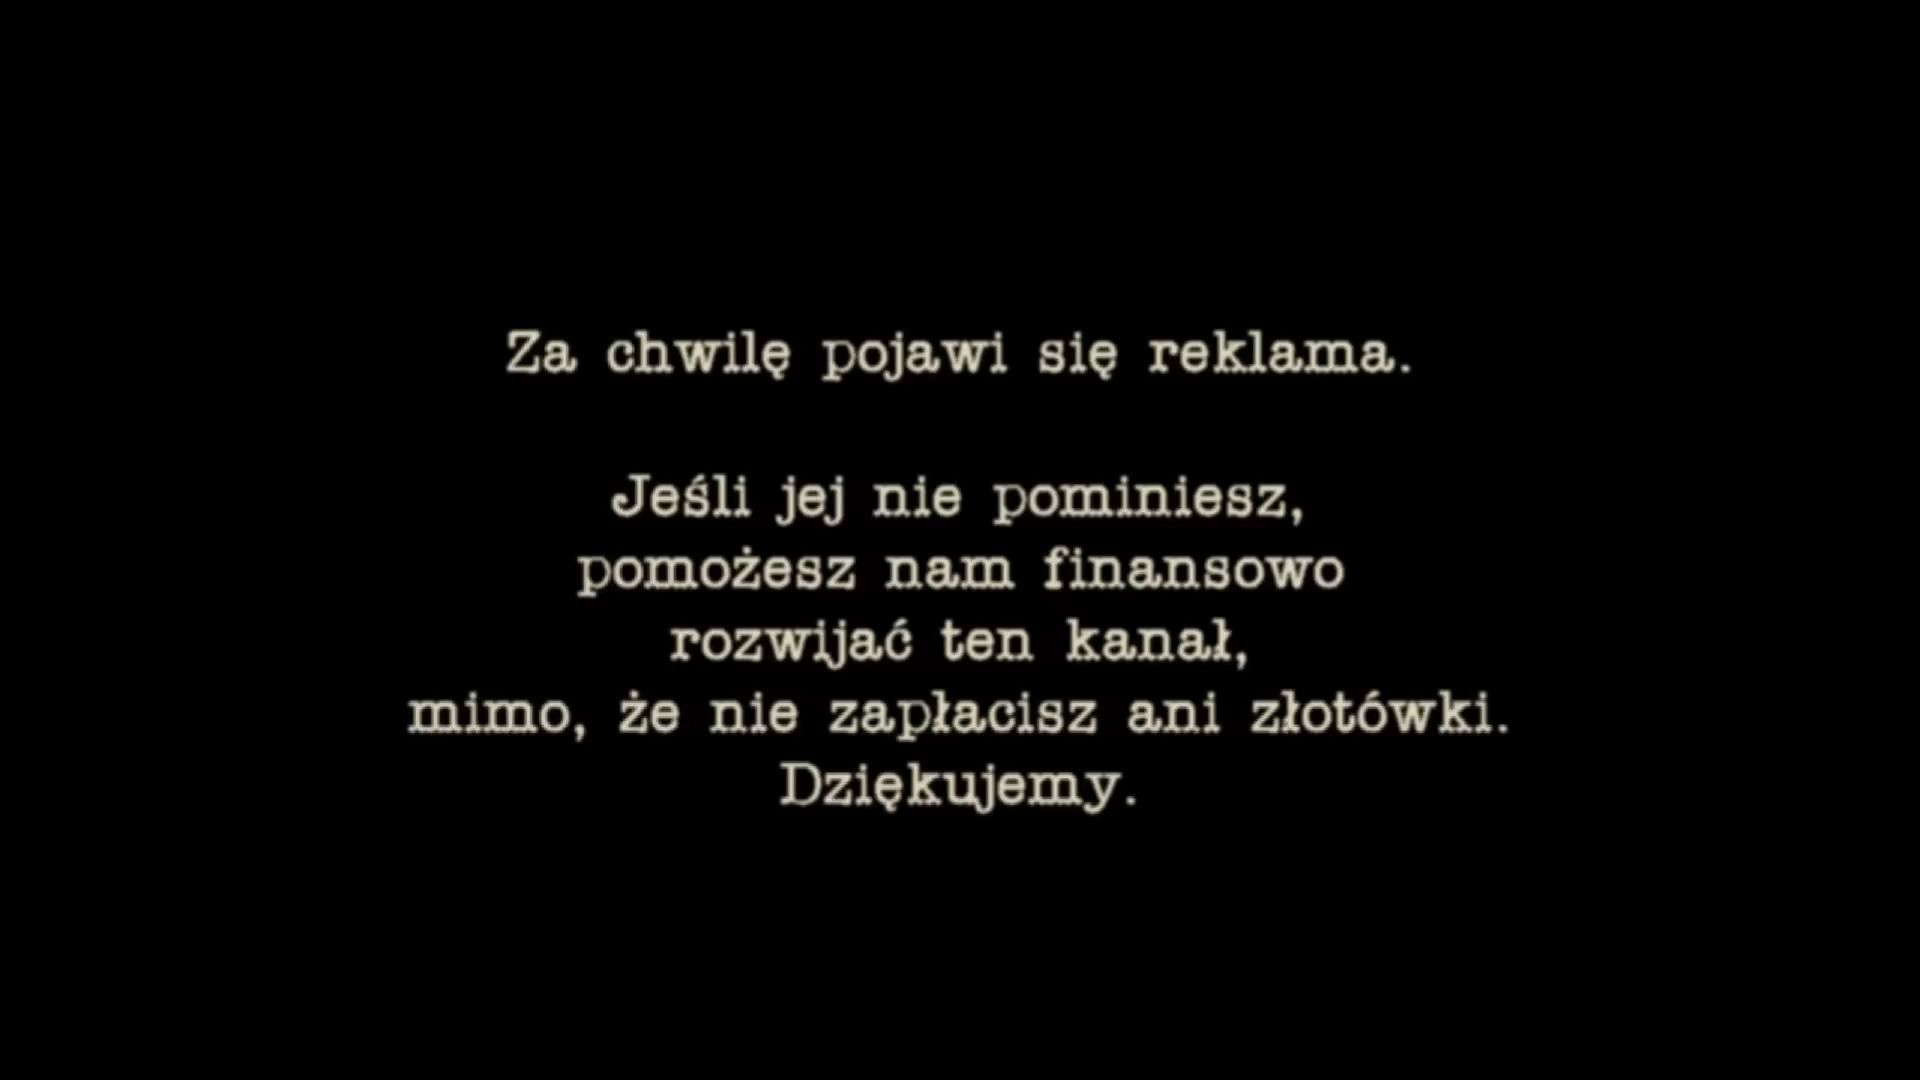 Za chwilę pojawi się reklama.
Jeśli jej nie pominiesz,
pomożesz nam finansowo
rozwijać ten kanał,
mimo, że nie zapłacisz ani złotówki.
Dziękujemy.